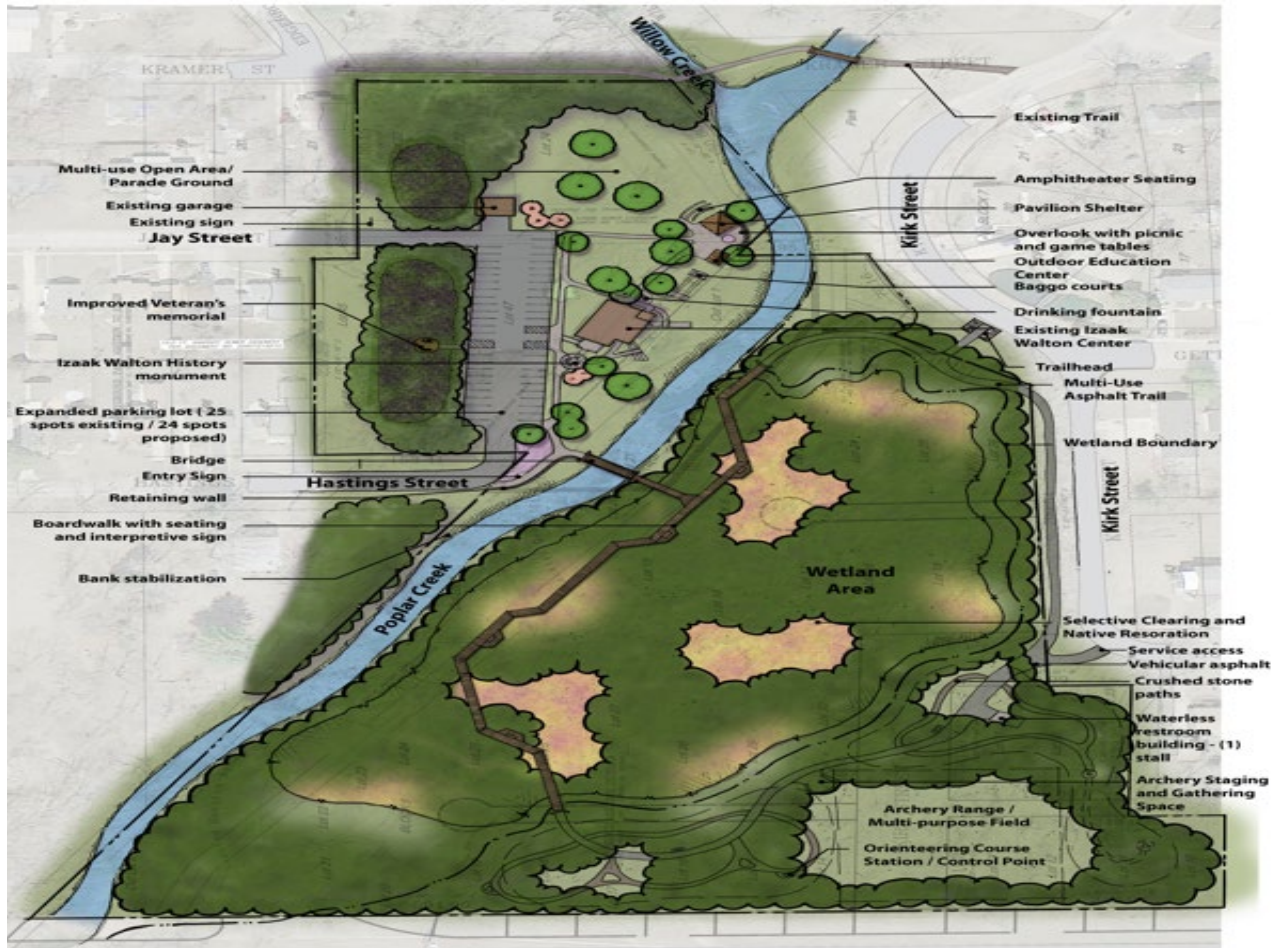 KRAMER ST
Willow Creek
KRAMER STREET
Existing Trail
Multi-use Open Area/
Parade Ground
Existing garage
Existing sign
Jay Street
Improved Veteran's
memorial
Izaak Walton History
monument
Expanded parking lot ( 25
spots existing / 24 spots
proposed)
Bridge
Entry Sign
Hastings Street
Retaining wall
Boardwalk with seating
and interpretive sign
Bank stabilization
Poplar Creek
Kirk Street
Amphitheater Seating
Pavilion Shelter
Overlook with picnic
and game tables
Outdoor Education
Center
Baggo courts
Drinking fountain
Existing Izaak
Walton Center
GETT
Trailhead
Multi-Use
Asphalt Trail
Wetland Boundary
Kirk Street
Wetland
Area
Selective Clearing and
Native Resoration
Service access
Vehicular asphalt
Crushed stone
paths
Waterless
restroom
building - (1)
stall
Archery Staging
and Gathering
Space
Archery Range /
Multi-purpose Field
Orienteering Course
Station / Control Point